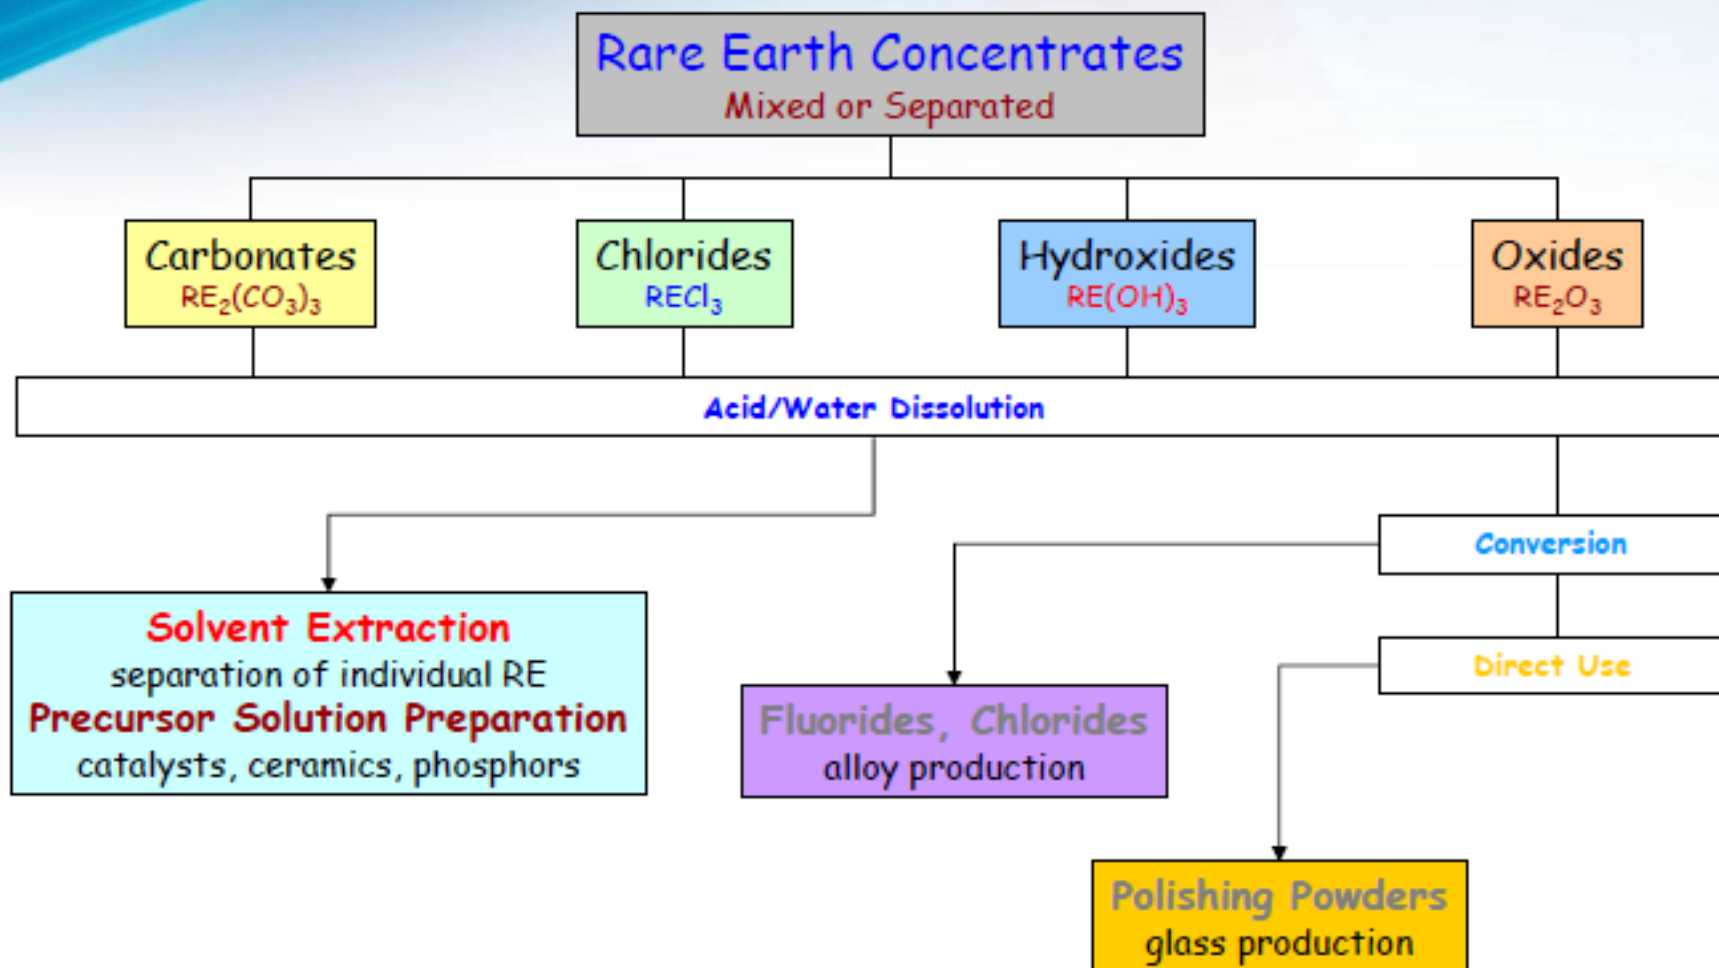 Rare Earth Concentrates
Mixed or Separated
Carbonates
RE₂(CO₃)₃
Chlorides
RECl₃
Hydroxides
RE(OH)₃
Oxides
RE₂O₃
Acid/Water Dissolution
Conversion
Direct Use
Solvent Extraction
separation of individual RE
Precursor Solution Preparation
catalysts, ceramics, phosphors
Fluorides, Chlorides
alloy production
Polishing Powders
glass production